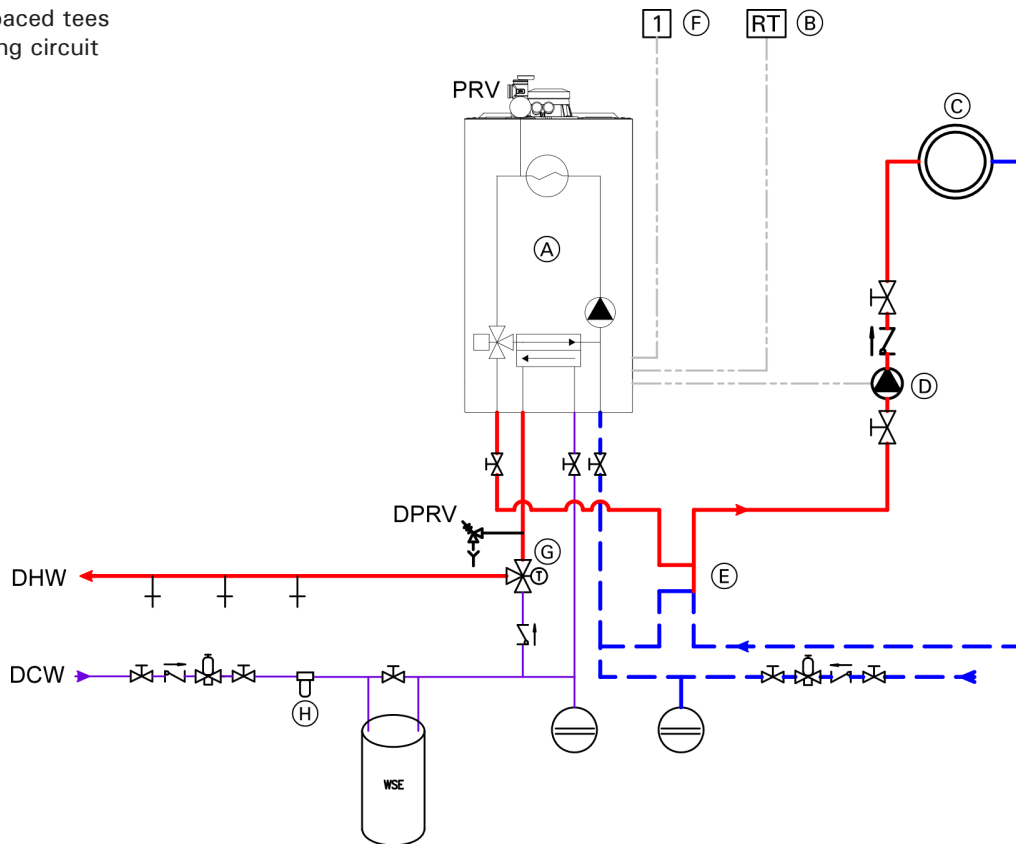 paced tees
ng circuit
1 F RT B
PRV
C
A
D
DPRV
G
T
DHW
E
DCW
H
WSE